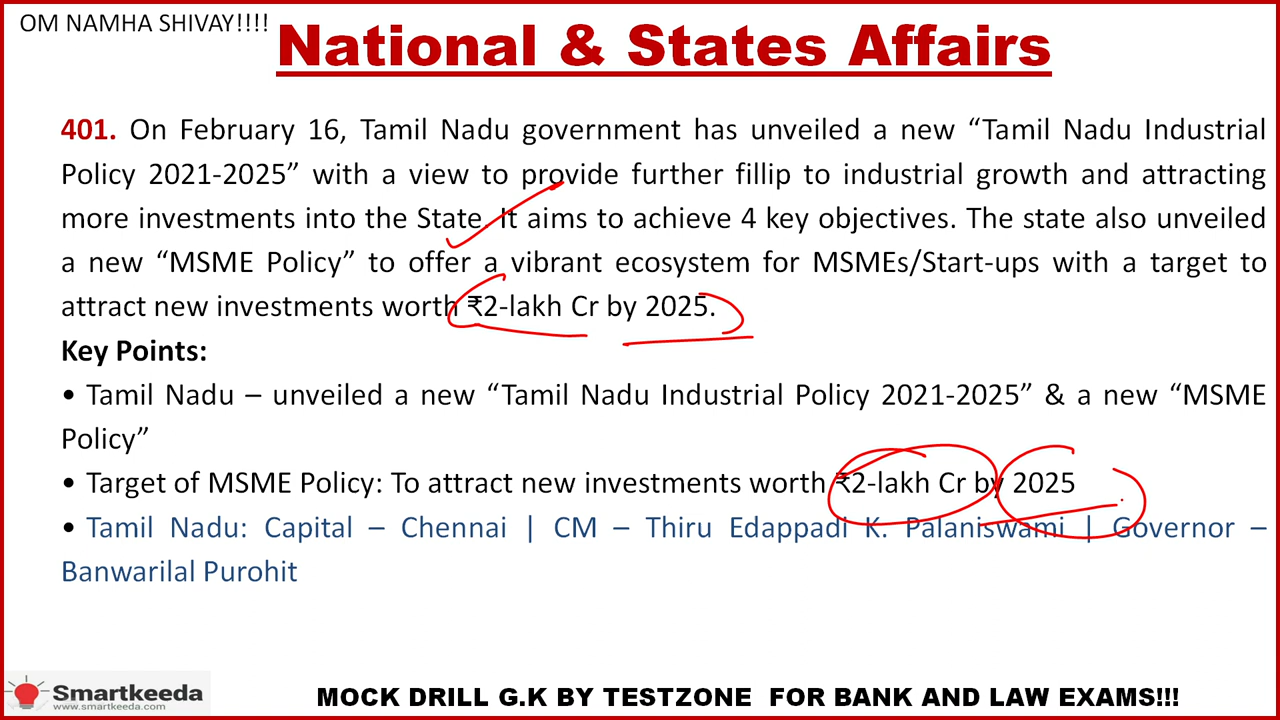 OM NAMHA SHIVAY!!!!
National & States Affairs
401. On February 16, Tamil Nadu government has unveiled a new “Tamil Nadu Industrial
Policy 2021-2025” with a view to provide further fillip to industrial growth and attracting
more investments into the State. It aims to achieve 4 key objectives. The state also unveiled
a new “MSME Policy” to offer a vibrant ecosystem for MSMEs/Start-ups with a target to
attract new investments worth ₹2-lakh Cr by 2025.
Key Points:
• Tamil Nadu – unveiled a new “Tamil Nadu Industrial Policy 2021-2025” & a new “MSME
Policy”
• Target of MSME Policy: To attract new investments worth ₹2-lakh Cr by 2025
• Tamil Nadu: Capital – Chennai | CM – Thiru Edappadi K. Palaniswami | Governor –
Banwarilal Purohit
Smartkeeda
www.smartkeeda.com
MOCK DRILL G.K BY TESTZONE FOR BANK AND LAW EXAMS!!!